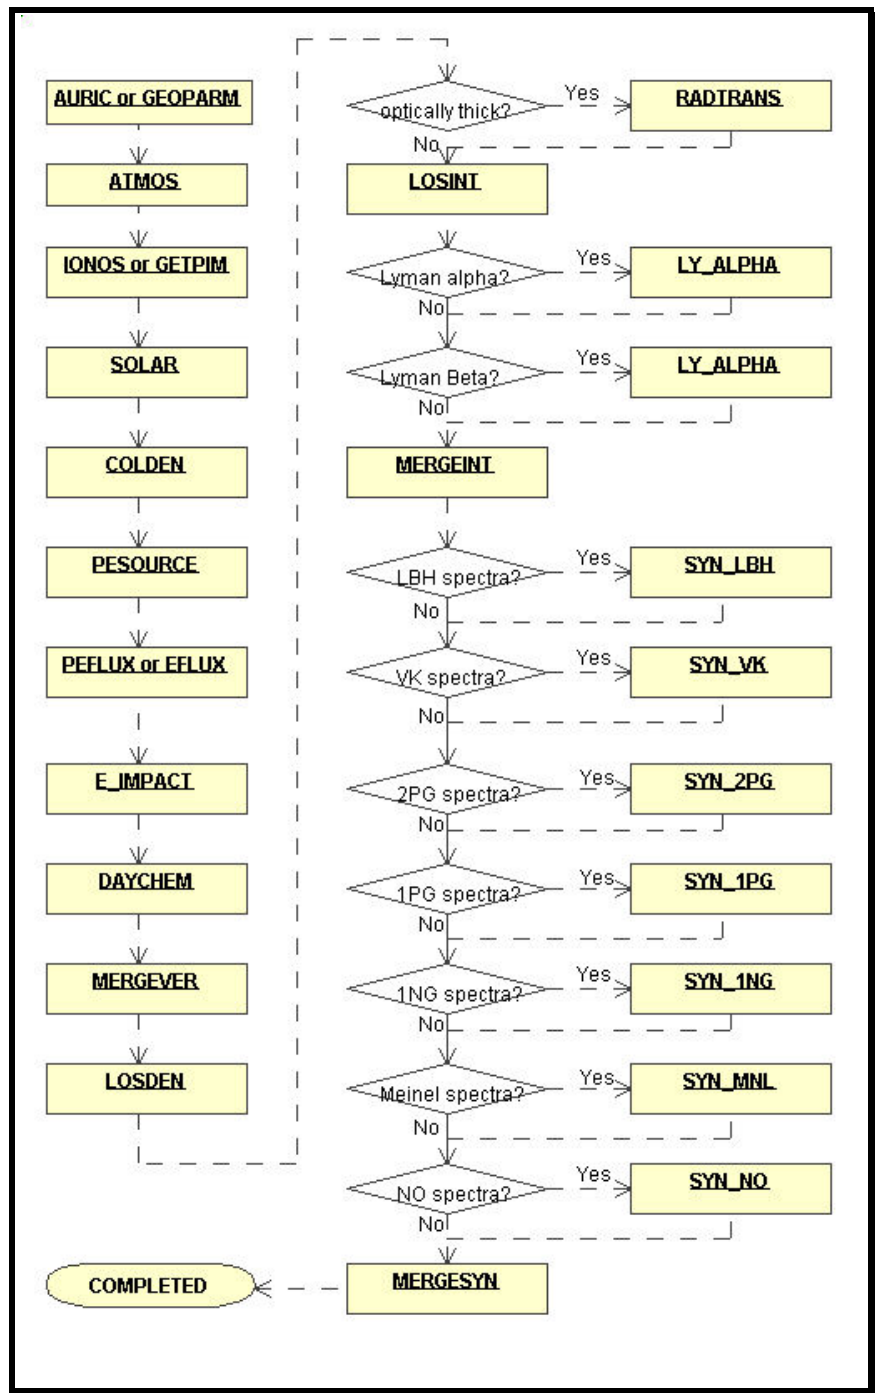 AURIC or GEOPARM
ATMOS
IONOS or GETPIM
SOLAR
COLDEN
PESOURCE
PEFLUX or EFLUX
E_IMPACT
DAYCHEM
MERGEVER
LOSDEN
optically thick?
Yes
RADTRANS
No
LOSINT
Lyman alpha?
Yes
LY_ALPHA
No
Lyman Beta?
Yes
LY_ALPHA
No
MERGEINT
LBH spectra?
Yes
SYN_LBH
No
VK spectra?
Yes
SYN_VK
No
2PG spectra?
Yes
SYN_2PG
No
1PG spectra?
Yes
SYN_1PG
No
1NG spectra?
Yes
SYN_1NG
No
Meinel spectra?
Yes
SYN_MNL
No
NO spectra?
Yes
SYN_NO
No
MERGESYN
COMPLETED